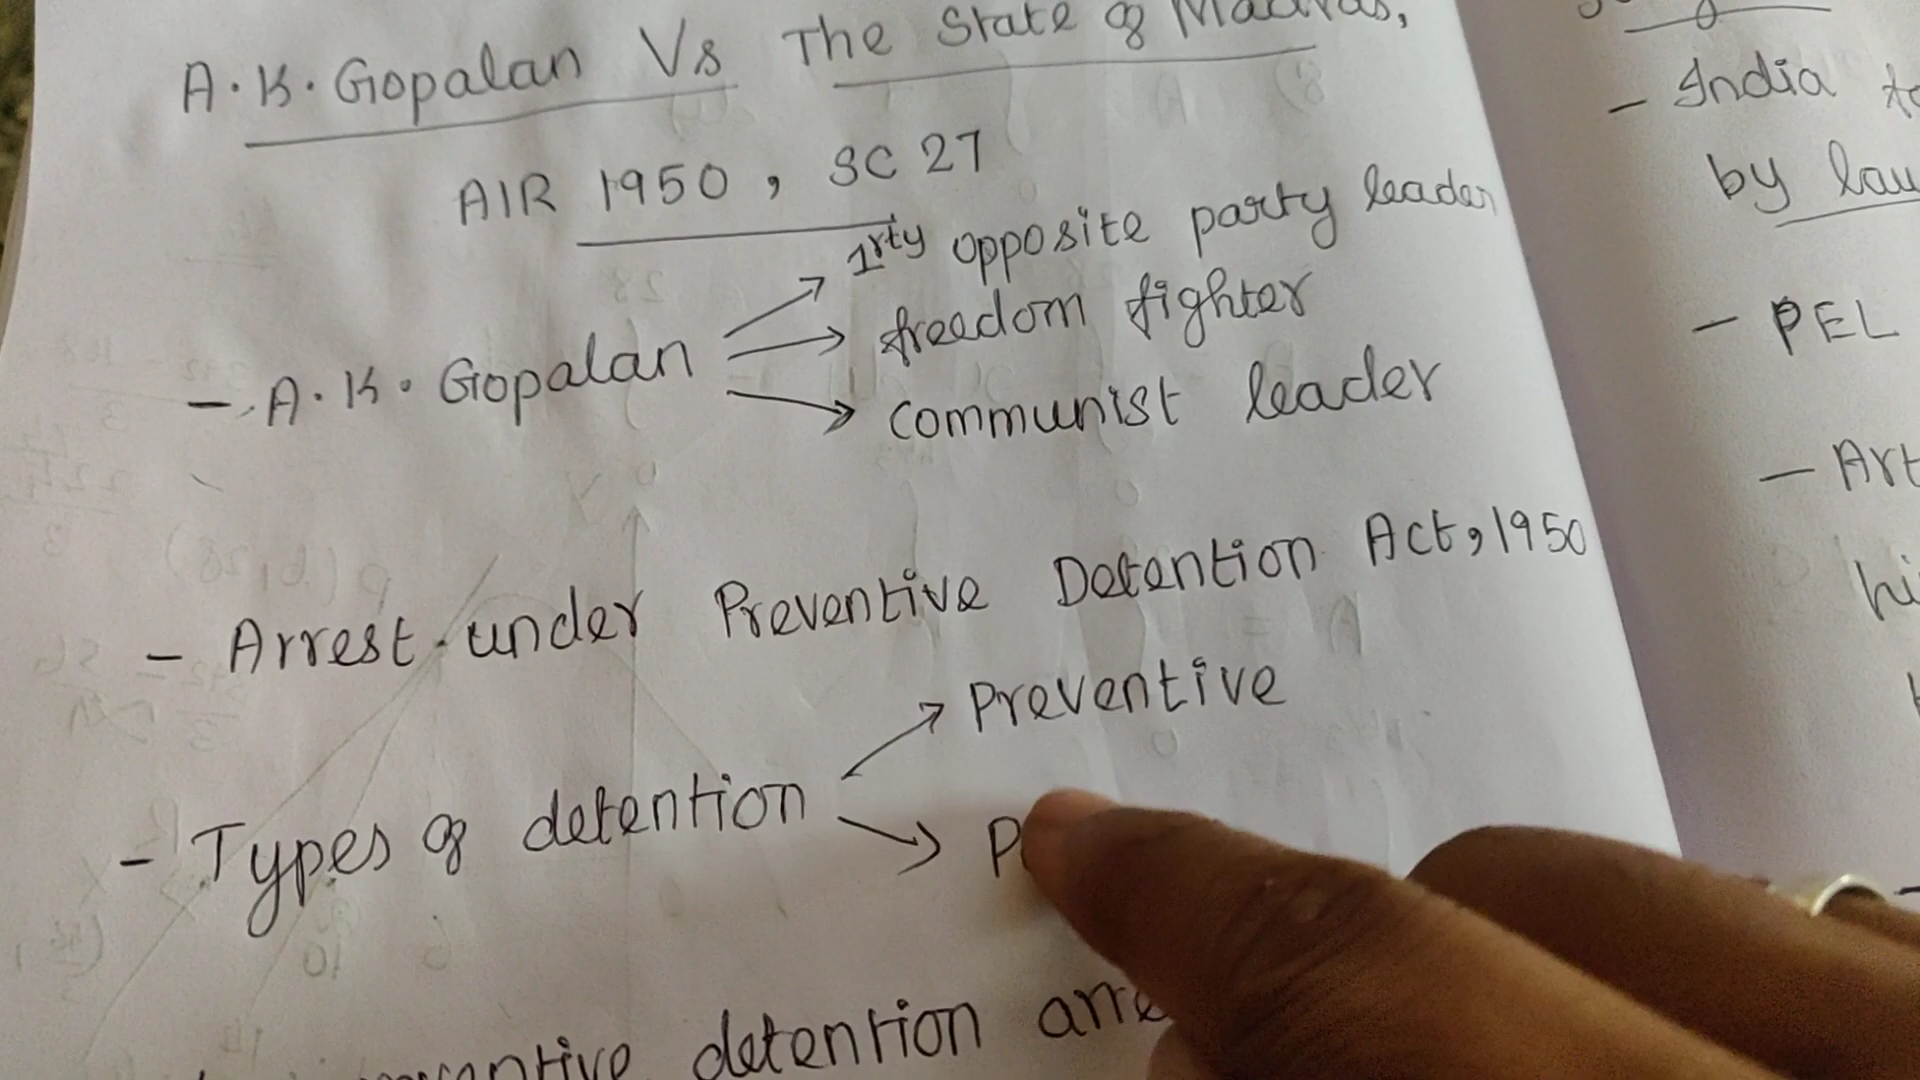 A.K.Gopalan Vs The State of Madras,
AIR 1950, SC 27
1rty opposite party leader
- A.K. Gopalan
freedom fighter
communist leader
- Arrest under Preventive Detention Act, 1950
Preventive
- Types of detention
detention
- India
by
- PEL
- Art